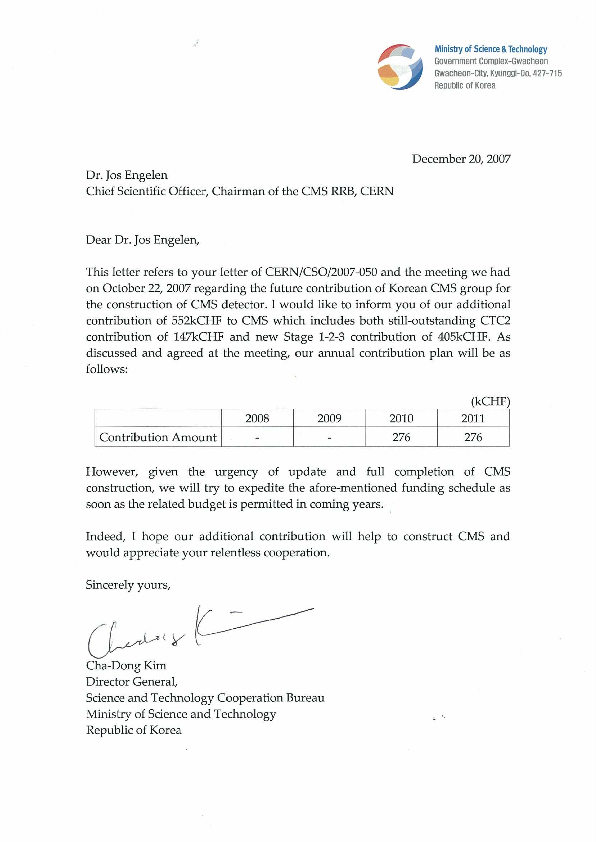 Ministry of Science & Technology
Government Complex-Gwacheon
Gwacheon-City, Kyunggi-Do, 427-715
Republic of Korea
December 20, 2007
Dr. Jos Engelen
Chief Scientific Officer, Chairman of the CMS RRB, CERN
Dear Dr. Jos Engelen,
This letter refers to your letter of CERN/CSO/2007-050 and the meeting we had
on October 22, 2007 regarding the future contribution of Korean CMS group for
the construction of CMS detector. I would like to inform you of our additional
contribution of 552kCHF to CMS which includes both still-outstanding CTC2
contribution of 147kCHF and new Stage 1-2-3 contribution of 405kCHF. As
discussed and agreed at the meeting, our annual contribution plan will be as
follows:
(kCHF)
2008 2009 2010 2011
Contribution Amount - - 276 276
However, given the urgency of update and full completion of CMS
construction, we will try to expedite the afore-mentioned funding schedule as
soon as the related budget is permitted in coming years.
Indeed, I hope our additional contribution will help to construct CMS and
would appreciate your relentless cooperation.
Sincerely yours,
Cha-Dong Kim
Director General,
Science and Technology Cooperation Bureau
Ministry of Science and Technology
Republic of Korea